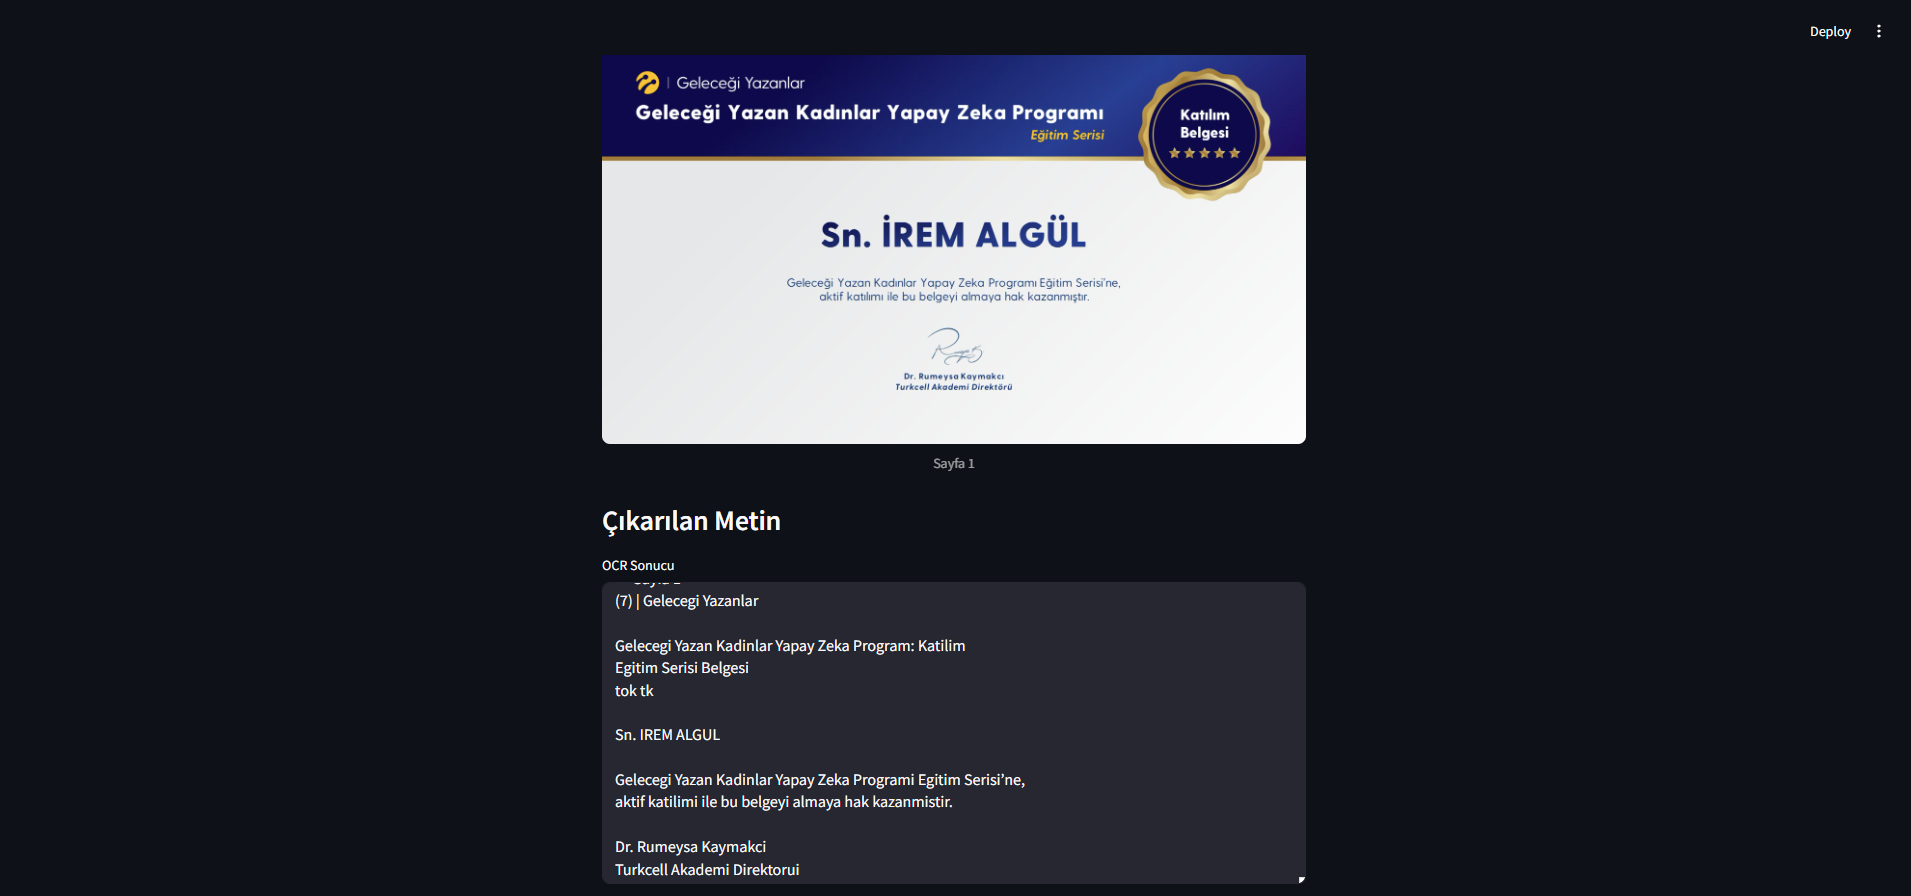 Deploy
Geleceği Yazanlar
Geleceği Yazan Kadınlar Yapay Zeka Programı
Eğitim Serisi
Katılım
Belgesi
Sn. İREM ALGÜL
Geleceği Yazan Kadınlar Yapay Zeka Programı Eğitim Serisi'ne,
aktif katılımı ile bu belgeyi almaya hak kazanmıştır.
Dr. Rumeysa Kaymakcı
Turkcell Akademi Direktörü
Sayfa 1
Çıkarılan Metin
OCR Sonucu
(7) | Gelecegi Yazanlar
Gelecegi Yazan Kadinlar Yapay Zeka Program: Katilim
Egitim Serisi Belgesi
tok tk
Sn. IREM ALGUL
Gelecegi Yazan Kadinlar Yapay Zeka Programi Egitim Serisi’ne,
aktif katilimi ile bu belgeyi almaya hak kazanmistir.
Dr. Rumeysa Kaymakci
Turkcell Akademi Direktorui